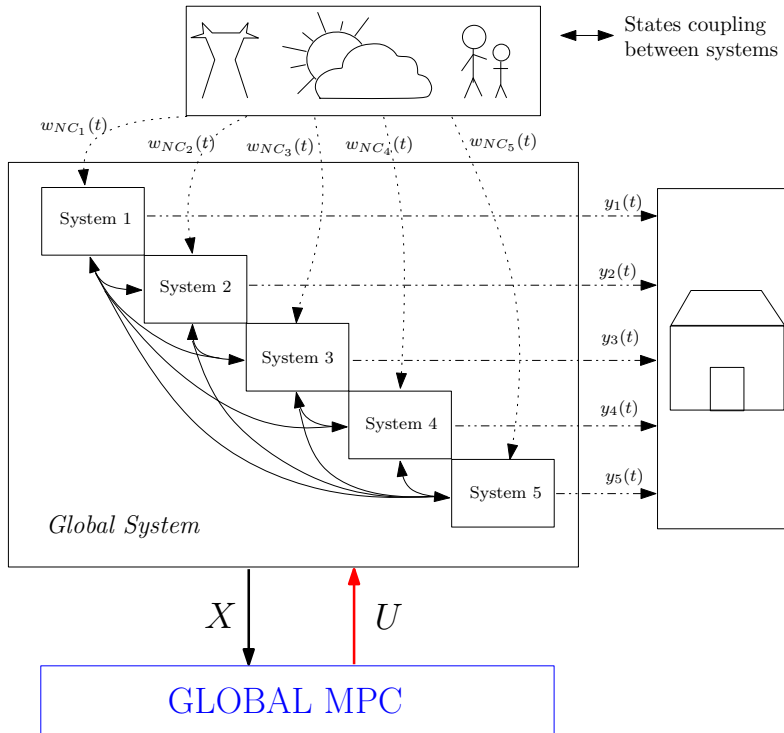 States coupling
between systems
w_{NC_1}(t)
w_{NC_2}(t)
w_{NC_3}(t)
w_{NC_4}(t)
w_{NC_5}(t)
System 1
y_1(t)
System 2
y_2(t)
System 3
y_3(t)
System 4
y_4(t)
System 5
y_5(t)
Global System
X
U
GLOBAL MPC